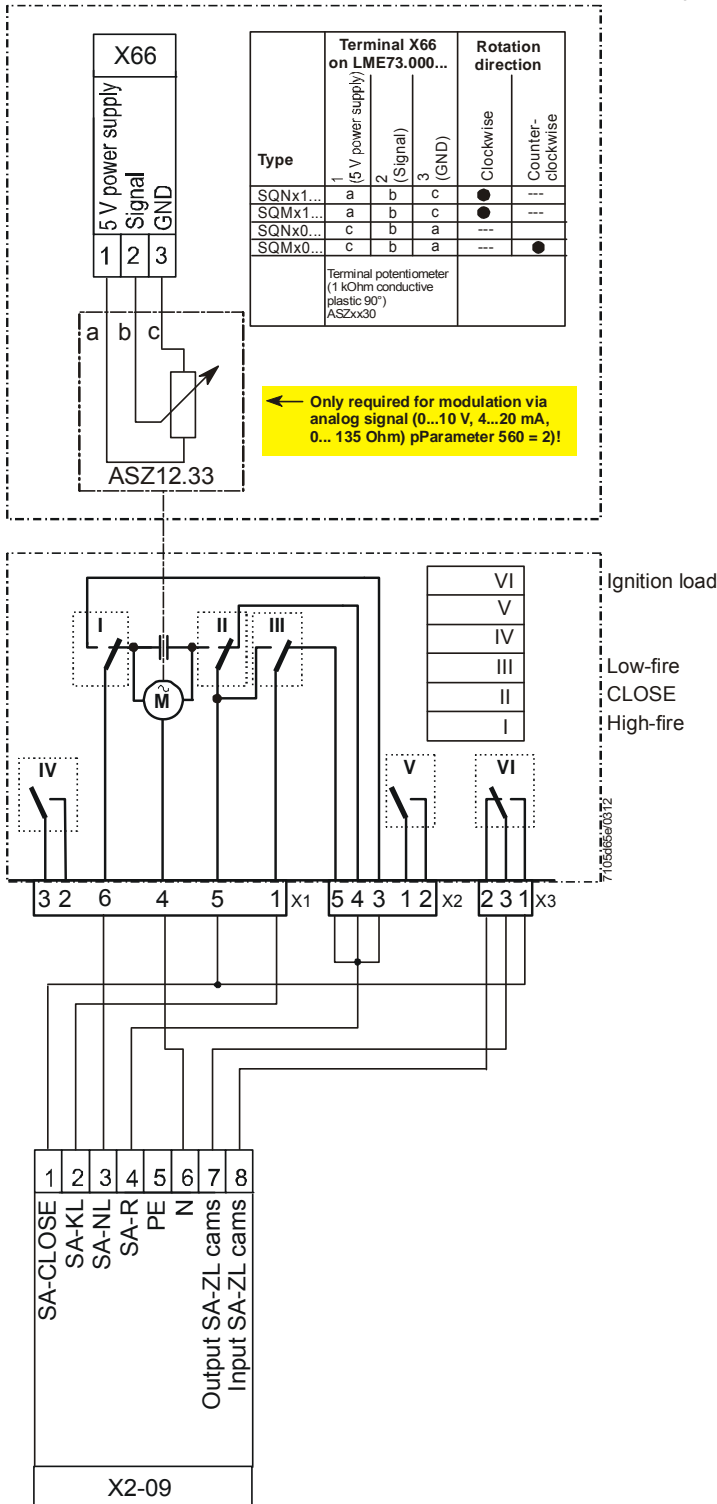 X66
5 V power supply
Signal
GND
1 2 3
a b c
ASZ12.33
Terminal X66
on LME73.000...
Rotation
direction
Type
1
(5 V power supply)
2
(Signal)
3
(GND)
Clockwise
Counter-
clockwise
SQNx1... a b c ● ---
SQMx1... a b c ● ---
SQNx0... c b a ---
SQMx0... c b a --- ●
Terminal potentiometer
(1 kOhm conductive
plastic 90°)
ASZxx30
Only required for modulation via
analog signal (0...10 V, 4...20 mA,
0... 135 Ohm) pParameter 560 = 2)!
VI Ignition load
V
IV
III Low-fire
II CLOSE
I High-fire
I II III
M
~
IV V VI
7105d65e/0312
3 2 6 4 5 1 X1 5 4 3 1 2 X2 2 3 1 X3
1 2 3 4 5 6 7 8
SA-CLOSE
SA-KL
SA-NL
SA-R
PE
N
Output SA-ZL cams
Input SA-ZL cams
X2-09